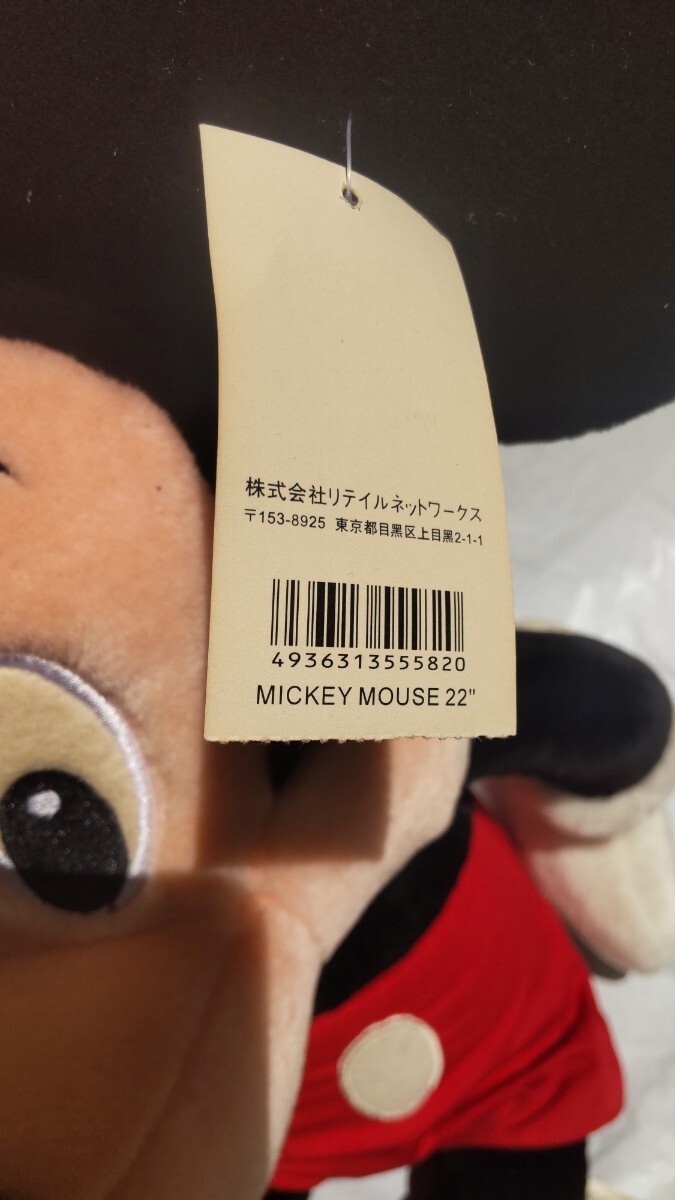 株式会社リテイルネットワークス
〒153-8925 東京都目黒区上目黒2-1-1
4936313555820
MICKEY MOUSE 22"